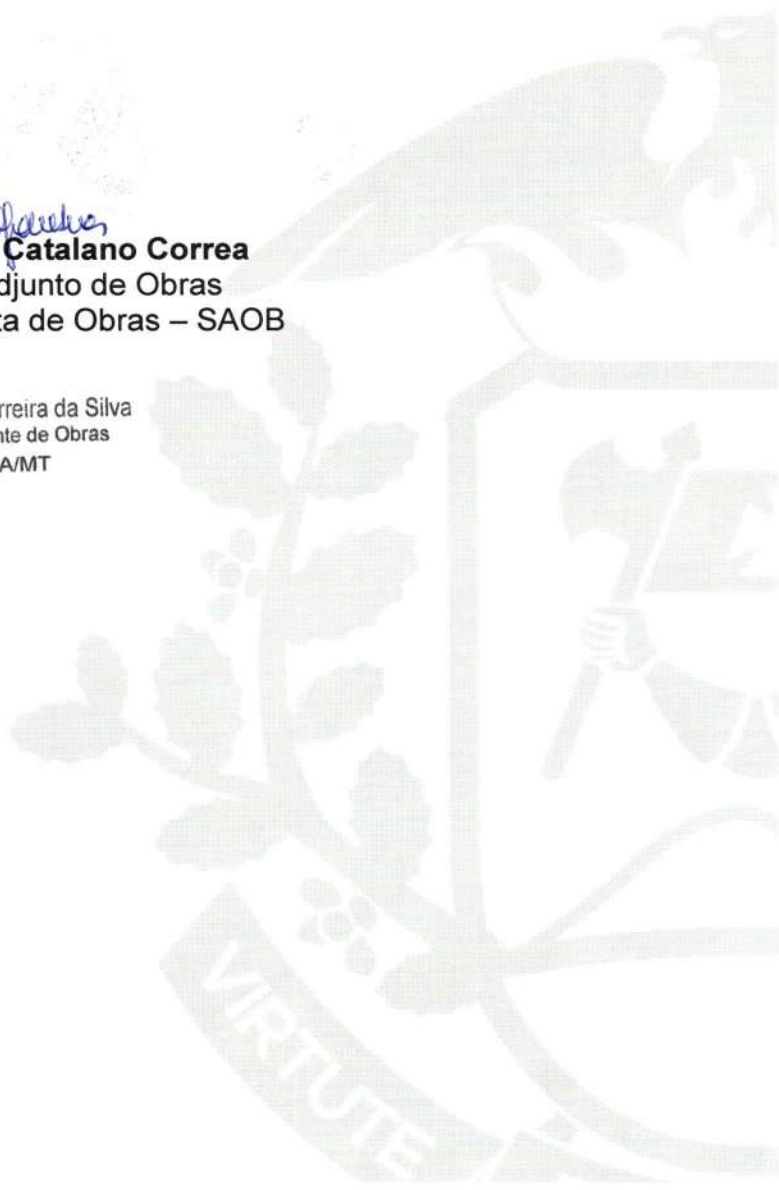 Catalano Correa
djunto de Obras
ta de Obras – SAOB
rreira da Silva
nte de Obras
A/MT
VIRTUTE